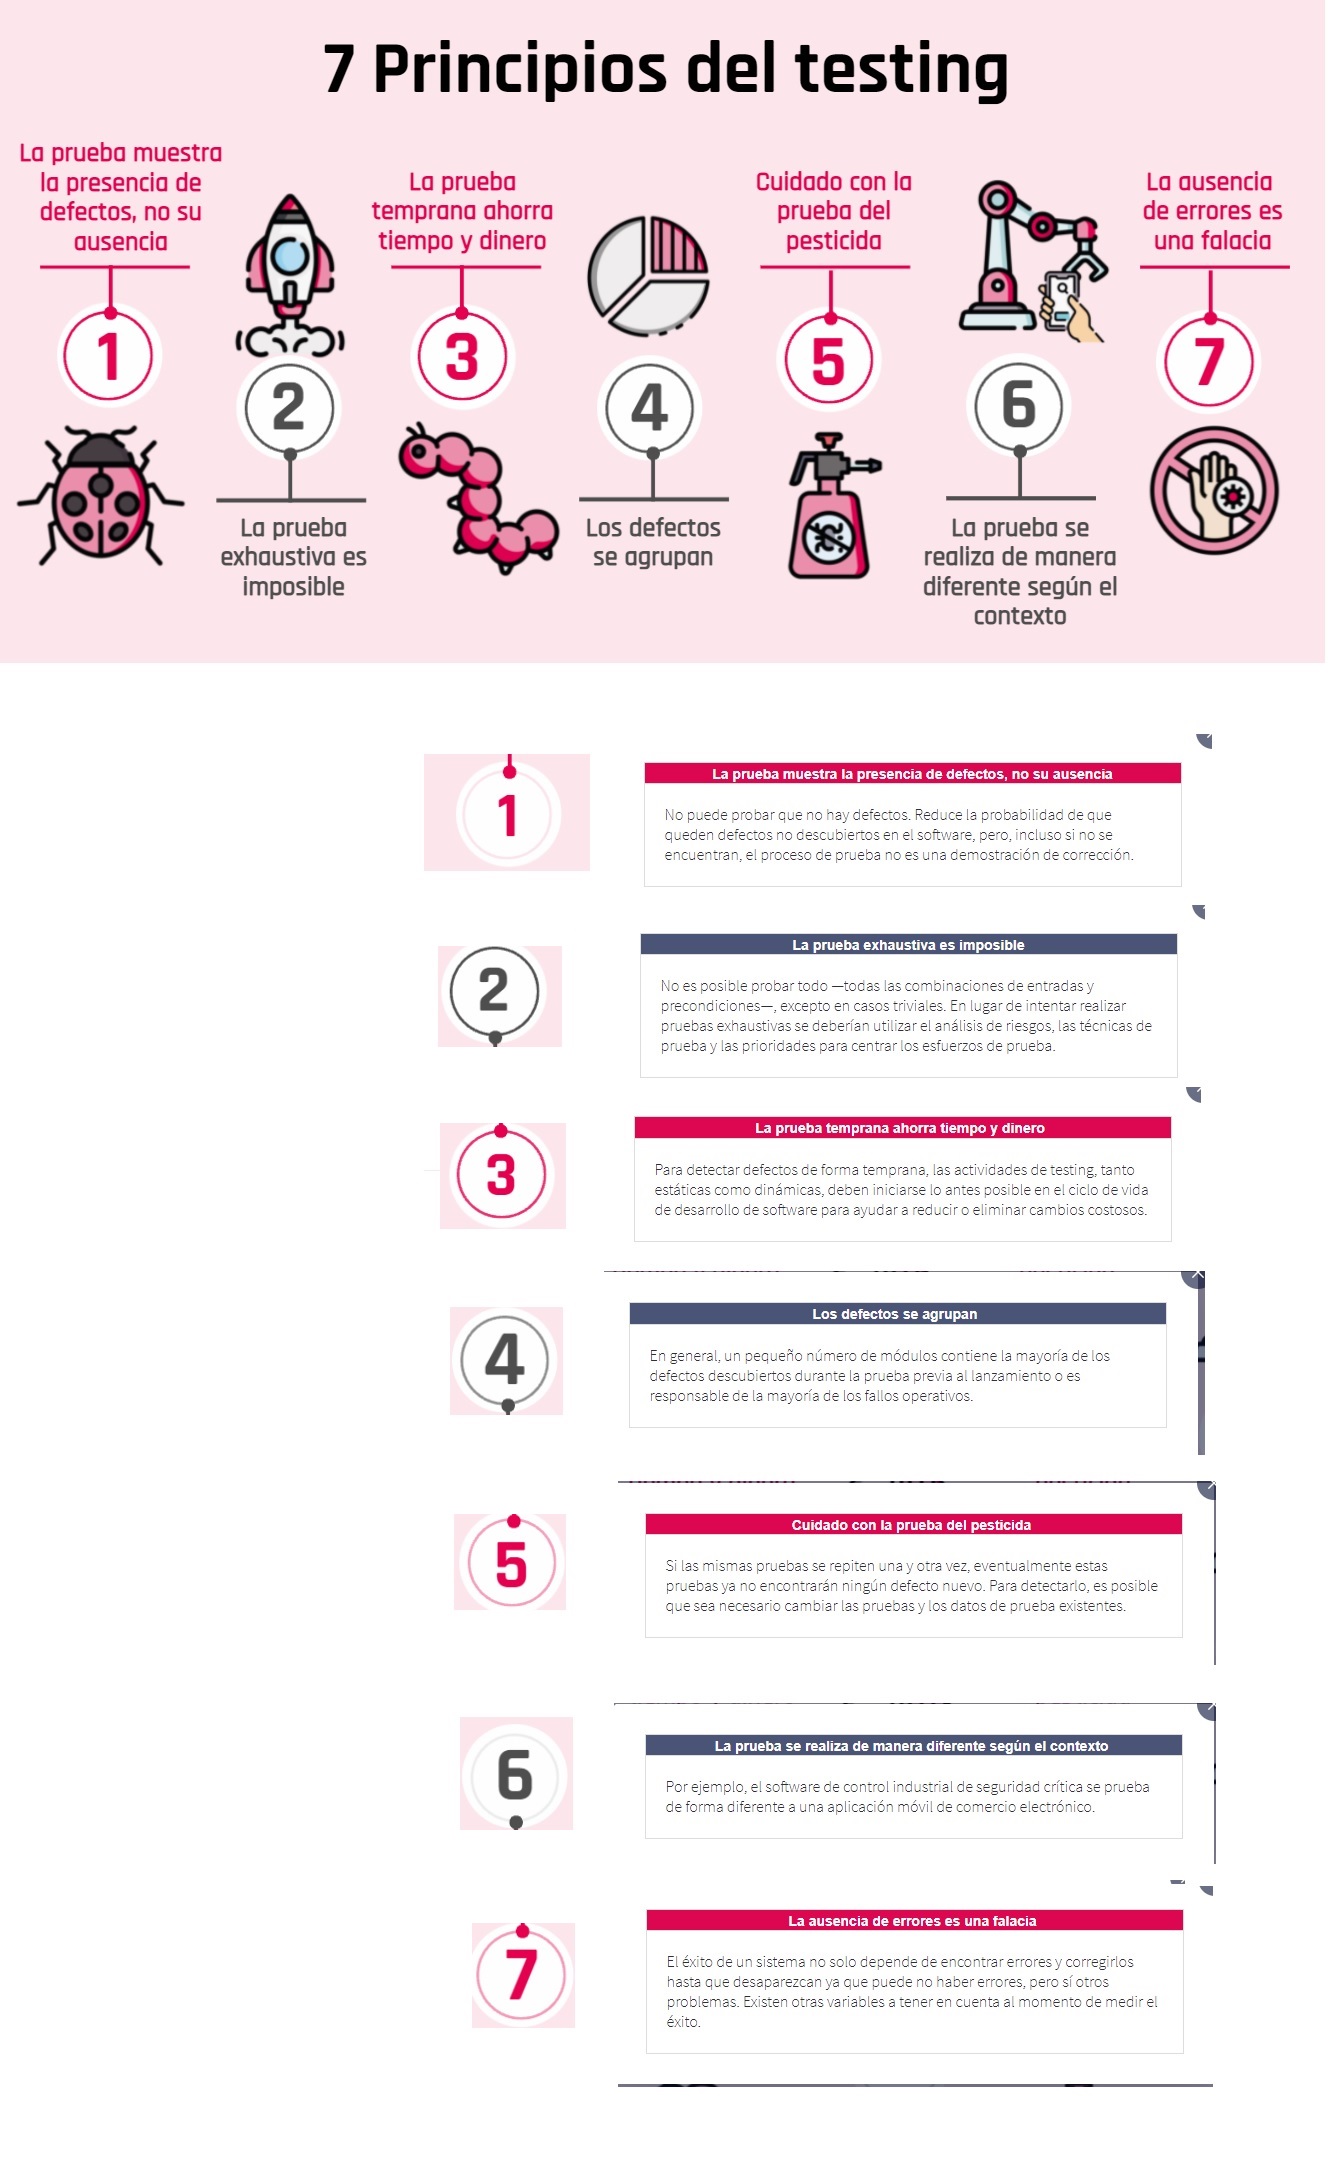 7 Principios del testing
La prueba muestra
la presencia de
defectos, no su
ausencia
1
2
La prueba
exhaustiva es
imposible
La prueba
temprana ahorra
tiempo y dinero
3
4
Los defectos
se agrupan
Cuidado con la
prueba del
pesticida
5
6
La prueba se
realiza de manera
diferente según el
contexto
La ausencia
de errores es
una falacia
7
1
La prueba muestra la presencia de defectos, no su ausencia
No puede probar que no hay defectos. Reduce la probabilidad de que
queden defectos no descubiertos en el software, pero, incluso si no se
encuentran, el proceso de prueba no es una demostración de corrección.
2
La prueba exhaustiva es imposible
No es posible probar todo —todas las combinaciones de entradas y
precondiciones—, excepto en casos triviales. En lugar de intentar realizar
pruebas exhaustivas se deberían utilizar el análisis de riesgos, las técnicas de
prueba y las prioridades para centrar los esfuerzos de prueba.
3
La prueba temprana ahorra tiempo y dinero
Para detectar defectos de forma temprana, las actividades de testing, tanto
estáticas como dinámicas, deben iniciarse lo antes posible en el ciclo de vida
de desarrollo de software para ayudar a reducir o eliminar cambios costosos.
4
Los defectos se agrupan
En general, un pequeño número de módulos contiene la mayoría de los
defectos descubiertos durante la prueba previa al lanzamiento o es
responsable de la mayoría de los fallos operativos.
5
Cuidado con la prueba del pesticida
Si las mismas pruebas se repiten una y otra vez, eventualmente estas
pruebas ya no encontrarán ningún defecto nuevo. Para detectarlo, es posible
que sea necesario cambiar las pruebas y los datos de prueba existentes.
6
La prueba se realiza de manera diferente según el contexto
Por ejemplo, el software de control industrial de seguridad crítica se prueba
de forma diferente a una aplicación móvil de comercio electrónico.
7
La ausencia de errores es una falacia
El éxito de un sistema no solo depende de encontrar errores y corregirlos
hasta que desaparezcan ya que puede no haber errores, pero sí otros
problemas. Existen otras variables a tener en cuenta al momento de medir el
éxito.